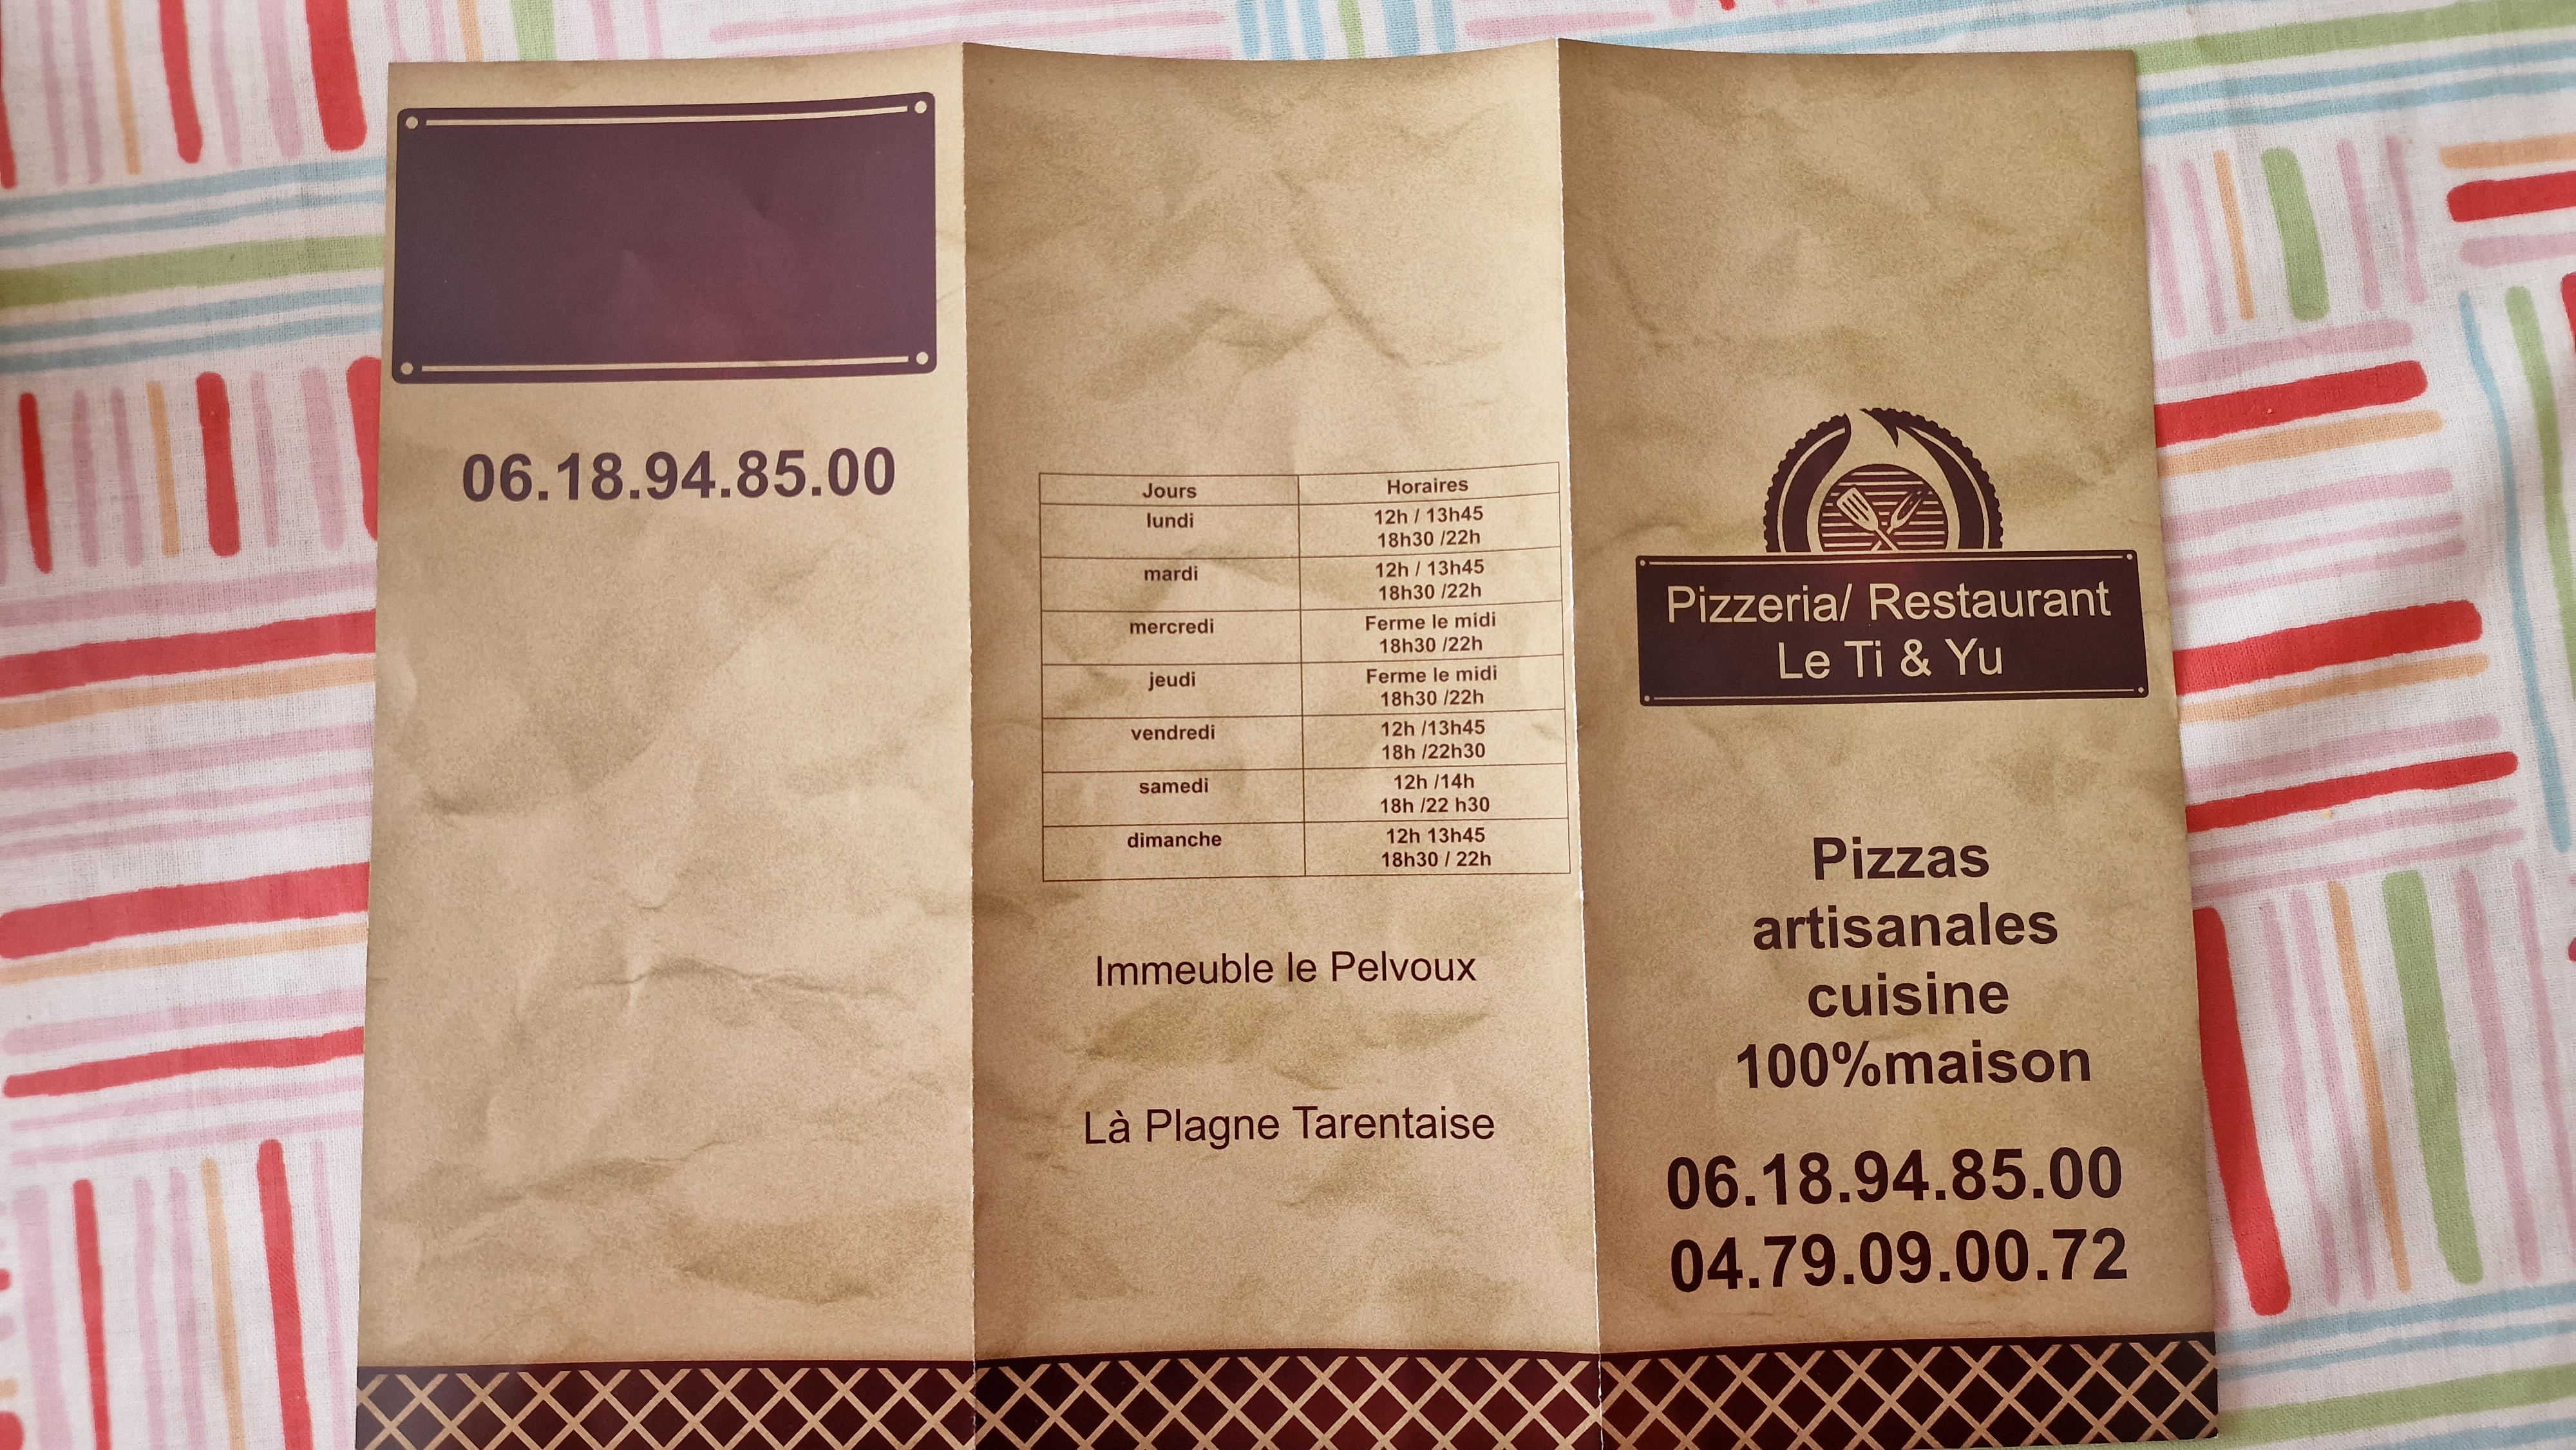 06.18.94.85.00
Jours Horaires
lundi 12h / 13h45
18h30 /22h
mardi 12h / 13h45
18h30 /22h
mercredi Ferme le midi
18h30 /22h
jeudi Ferme le midi
18h30 /22h
vendredi 12h /13h45
18h /22h30
samedi 12h /14h
18h /22 h30
dimanche 12h 13h45
18h30 / 22h
Immeuble le Pelvoux
Là Plagne Tarentaise
Pizzeria/ Restaurant
Le Ti & Yu
Pizzas
artisanales
cuisine
100%maison
06.18.94.85.00
04.79.09.00.72